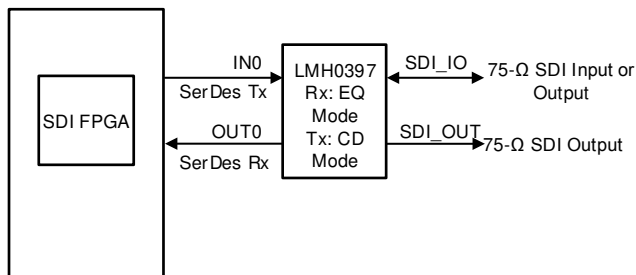 SDI FPGA
IN0
SerDes Tx
OUT0
SerDes Rx
LMH0397
Rx: EQ
Mode
Tx: CD
Mode
SDI_IO
SDI_OUT
75-Ω SDI Input or
Output
75-Ω SDI Output